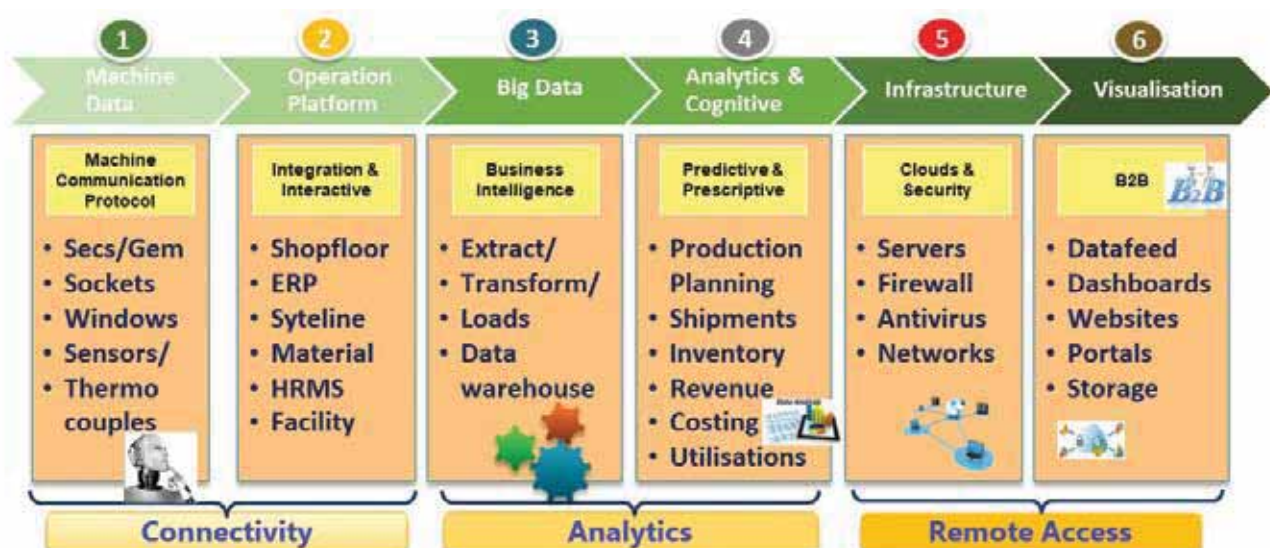 1
2
3
4
5
6
Machine
Data
Operation
Platform
Big Data
Analytics &
Cognitive
Infrastructure
Visualisation
Machine
Communication
Protocol
• Secs/Gem
• Sockets
• Windows
• Sensors/
• Thermo
couples
Integration &
Interactive
• Shopfloor
• ERP
• Syteline
• Material
• HRMS
• Facility
Business
Intelligence
• Extract/
• Transform/
• Loads
• Data
warehouse
Predictive &
Prescriptive
• Production
Planning
• Shipments
• Inventory
• Revenue
• Costing
• Utilisations
Clouds &
Security
• Servers
• Firewall
• Antivirus
• Networks
B2B
B2B
• Datafeed
• Dashboards
• Websites
• Portals
• Storage
Connectivity
Analytics
Remote Access